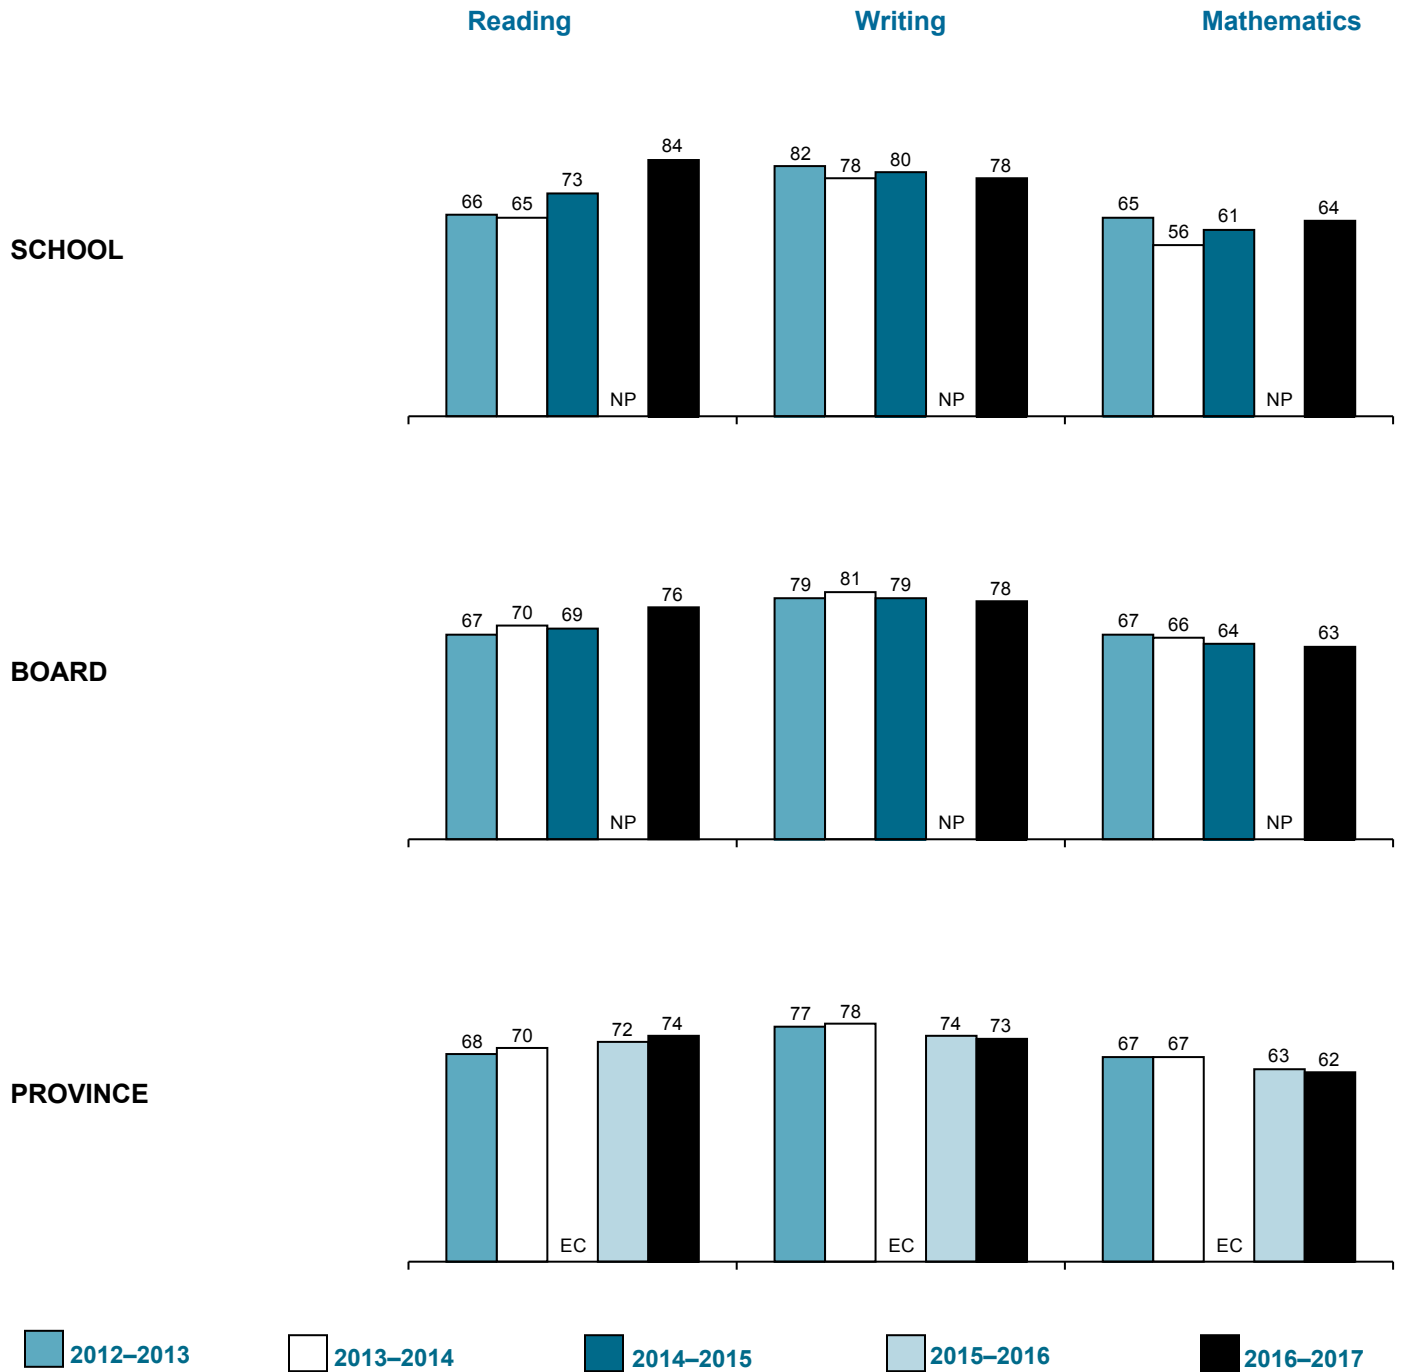 Reading Writing Mathematics
84
82 80
78 78
73
66 65 65 64
61
56
SCHOOL
NP NP NP
81
79 79 78
76
70 69
67 67 66
64 63
BOARD
NP NP NP
77 78
74 74 73
72
70
68 67 67
63 62
PROVINCE
EC EC EC
2012–2013 2013–2014 2014–2015 2015–2016 2016–2017